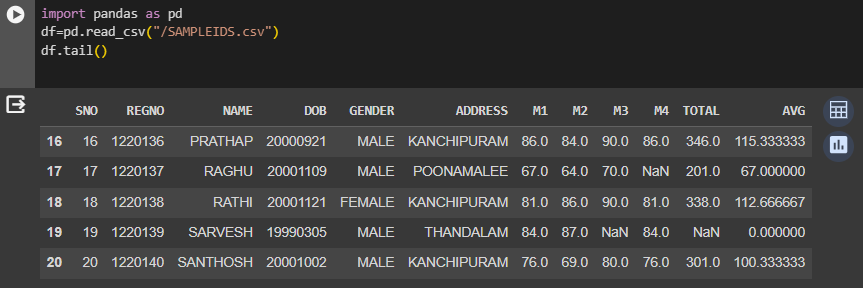 import pandas as pd
df=pd.read_csv("/SAMPLEIDS.csv")
df.tail()
SNO REGNO NAME DOB GENDER ADDRESS M1 M2 M3 M4 TOTAL AVG
16 16 1220136 PRATHAP 20000921 MALE KANCHIPURAM 86.0 84.0 90.0 86.0 346.0 115.333333
17 17 1220137 RAGHU 20001109 MALE POONAMALEE 67.0 64.0 70.0 NaN 201.0 67.000000
18 18 1220138 RATHI 20001121 FEMALE KANCHIPURAM 81.0 86.0 90.0 81.0 338.0 112.666667
19 19 1220139 SARVESH 19990305 MALE THANDALAM 84.0 87.0 NaN 84.0 NaN 0.000000
20 20 1220140 SANTHOSH 20001002 MALE KANCHIPURAM 76.0 69.0 80.0 76.0 301.0 100.333333